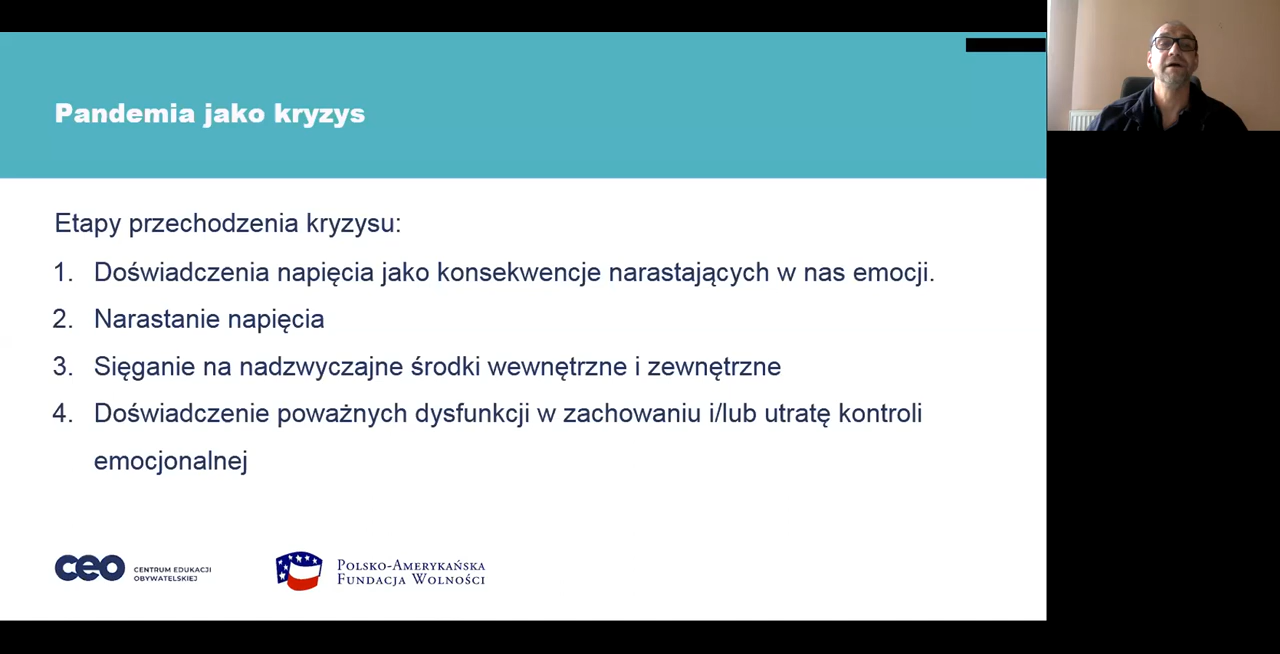 Pandemia jako kryzys
Etapy przechodzenia kryzysu:
1. Doświadczenia napięcia jako konsekwencje narastających w nas emocji.
2. Narastanie napięcia
3. Sięganie na nadzwyczajne środki wewnętrzne i zewnętrzne
4. Doświadczenie poważnych dysfunkcji w zachowaniu i/lub utratę kontroli
emocjonalnej
ceo
CENTRUM EDUKACJI
OBYWATELSKIEJ
Polsko-Amerykańska
Fundacja Wolności